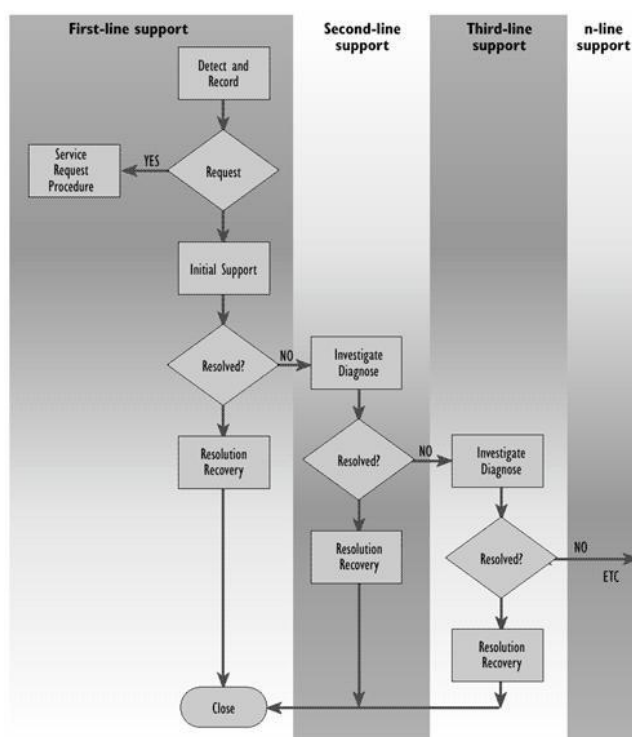 First-line support
Second-line
support
Third-line
support
n-line
support
Detect and
Record
Request
YES
Service
Request
Procedure
Initial Support
Resolved?
NO
Investigate
Diagnose
Resolution
Recovery
Resolved?
NO
Investigate
Diagnose
Resolution
Recovery
Resolved?
NO
ETC
Resolution
Recovery
Close